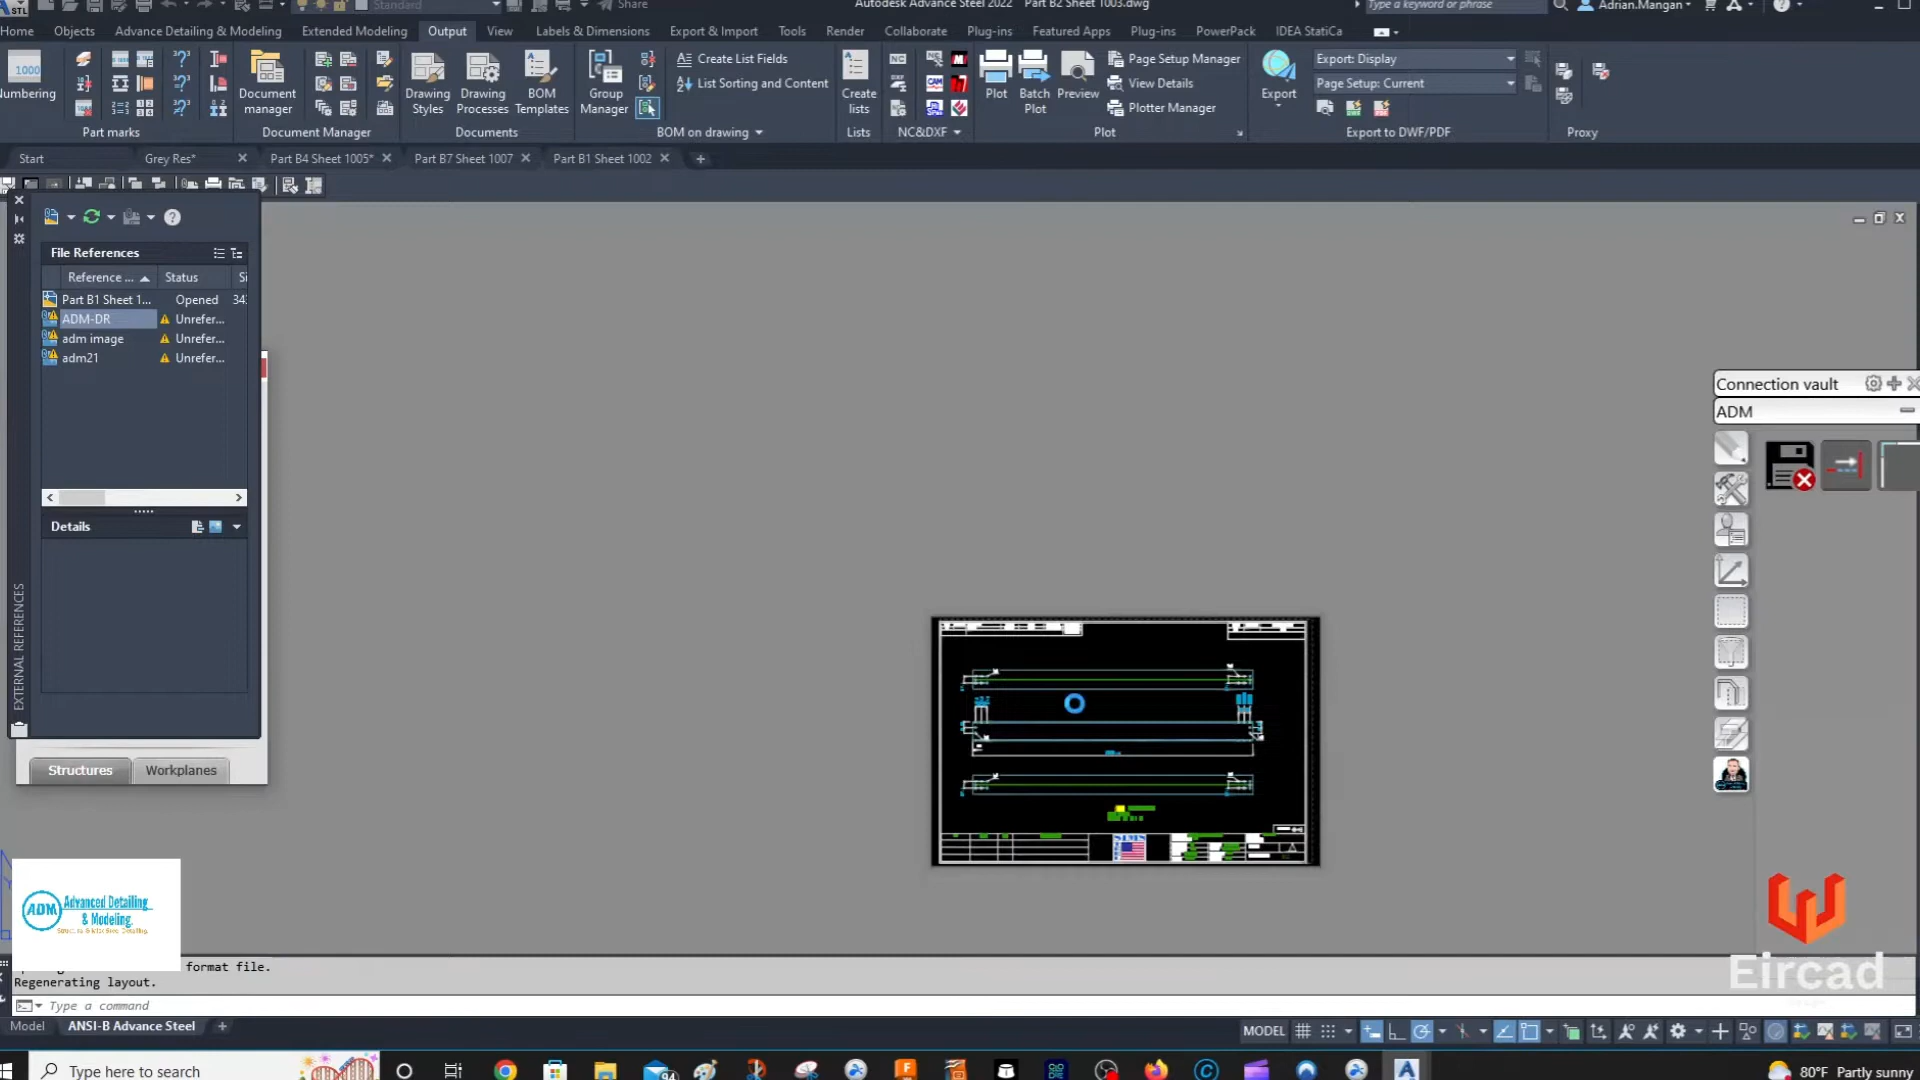 STL
Standard
Share
Autodesk Advance Steel 2022 Part B2 Sheet 1003.dwg
Type a keyword or phrase
Adrian.Mangan
Home Objects Advance Detailing & Modeling Extended Modeling Output View Labels & Dimensions Export & Import Tools Render Collaborate Plug-ins Featured Apps Plug-ins PowerPack IDEA StatiCa
Numbering
Document manager
Drawing Styles
Drawing Processes
BOM Templates
Group Manager
Create List Fields
List Sorting and Content
Create lists
Plot
Batch Plot
Preview
Page Setup Manager
View Details
Plotter Manager
Export
Export: Display
Page Setup: Current
Part marks
Document Manager
Documents
BOM on drawing
Lists
NC&DXF
Plot
Export to DWF/PDF
Proxy
Start
Grey Res*
Part B4 Sheet 1005*
Part B7 Sheet 1007
Part B1 Sheet 1002
File References
Reference ... Status Si
Part B1 Sheet 1... Opened 34
ADM-DR Unrefer...
adm image Unrefer...
adm21 Unrefer...
Details
EXTERNAL REFERENCES
Structures
Workplanes
Connection vault
ADM
ADM
Advanced Detailing
& Modeling.
Eircad
format file.
Regenerating layout.
Type a command
Model
ANSI-B Advance Steel
MODEL
Type here to search
94
80°F Partly sunny